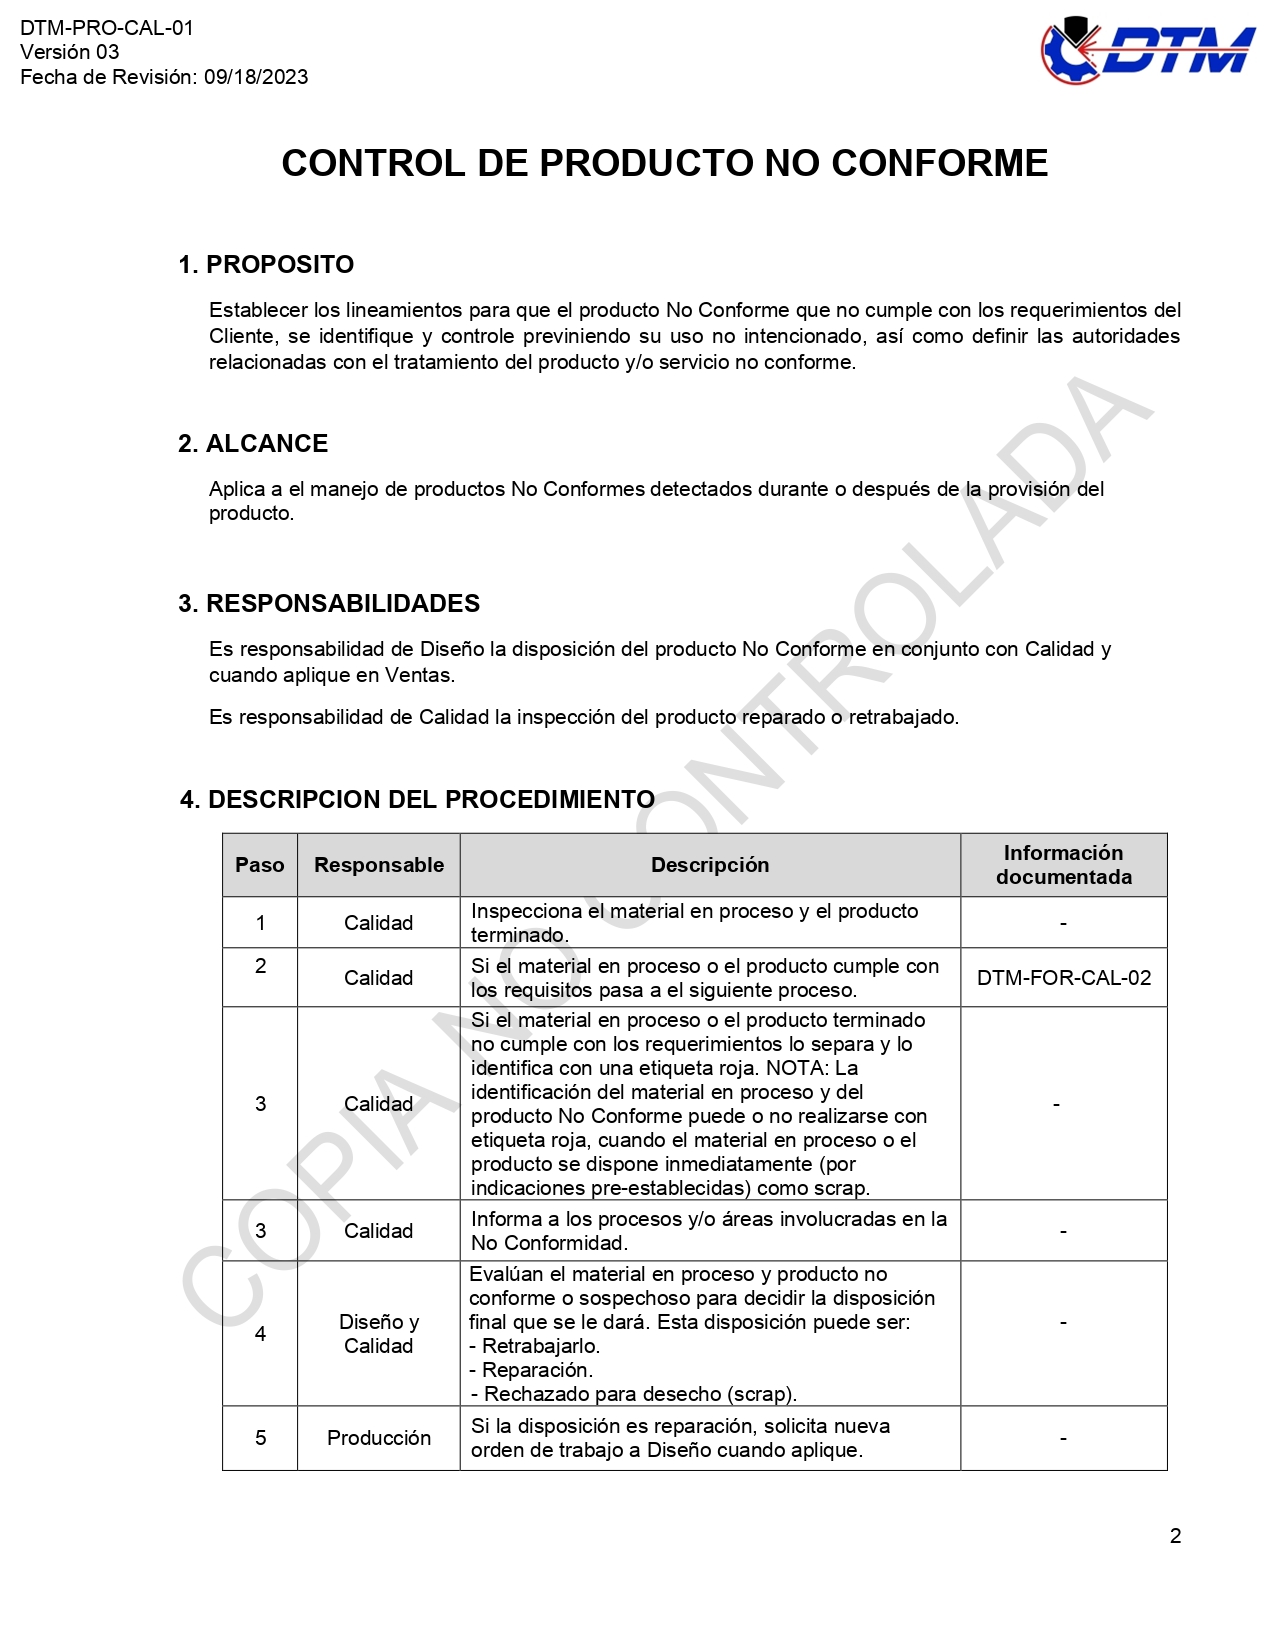 DTM-PRO-CAL-01
Versión 03
Fecha de Revisión: 09/18/2023
DTM
CONTROL DE PRODUCTO NO CONFORME
1. PROPOSITO
Establecer los lineamientos para que el producto No Conforme que no cumple con los requerimientos del
Cliente, se identifique y controle previniendo su uso no intencionado, así como definir las autoridades
relacionadas con el tratamiento del producto y/o servicio no conforme.
2. ALCANCE
Aplica a el manejo de productos No Conformes detectados durante o después de la provisión del
producto.
3. RESPONSABILIDADES
Es responsabilidad de Diseño la disposición del producto No Conforme en conjunto con Calidad y
cuando aplique en Ventas.
Es responsabilidad de Calidad la inspección del producto reparado o retrabajado.
4. DESCRIPCION DEL PROCEDIMIENTO
Paso
Responsable
Descripción
Información
documentada
1
Calidad
Inspecciona el material en proceso y el producto
terminado.
-
2
Calidad
Si el material en proceso o el producto cumple con
los requisitos pasa a el siguiente proceso.
DTM-FOR-CAL-02
3
Calidad
Si el material en proceso o el producto terminado
no cumple con los requerimientos lo separa y lo
identifica con una etiqueta roja. NOTA: La
identificación del material en proceso y del
producto No Conforme puede o no realizarse con
etiqueta roja, cuando el material en proceso o el
producto se dispone inmediatamente (por
indicaciones pre-establecidas) como scrap.
-
3
Calidad
Informa a los procesos y/o áreas involucradas en la
No Conformidad.
-
4
Diseño y
Calidad
Evalúan el material en proceso y producto no
conforme o sospechoso para decidir la disposición
final que se le dará. Esta disposición puede ser:
- Retrabajarlo.
- Reparación.
- Rechazado para desecho (scrap).
-
5
Producción
Si la disposición es reparación, solicita nueva
orden de trabajo a Diseño cuando aplique.
-
COPIA NO CONTROLADA
2